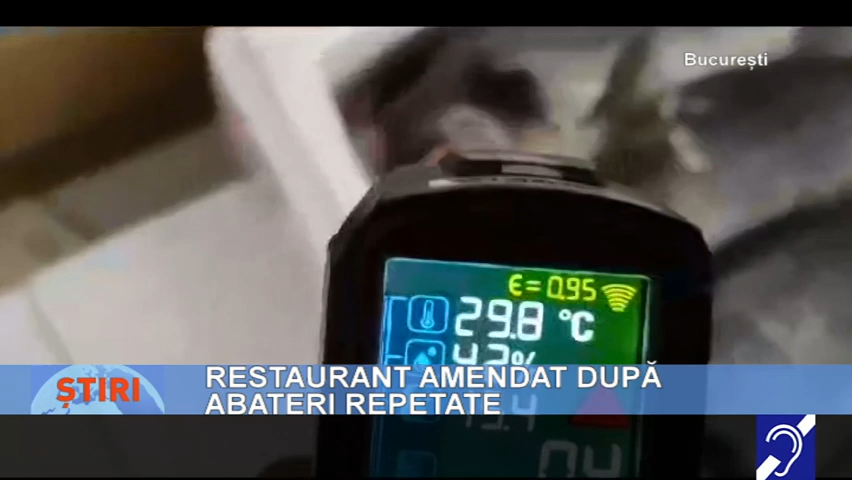 București
ε=0.95
29.8 °C
ȘTIRI
RESTAURANT AMENDAT DUPĂ
ABATERI REPETATE